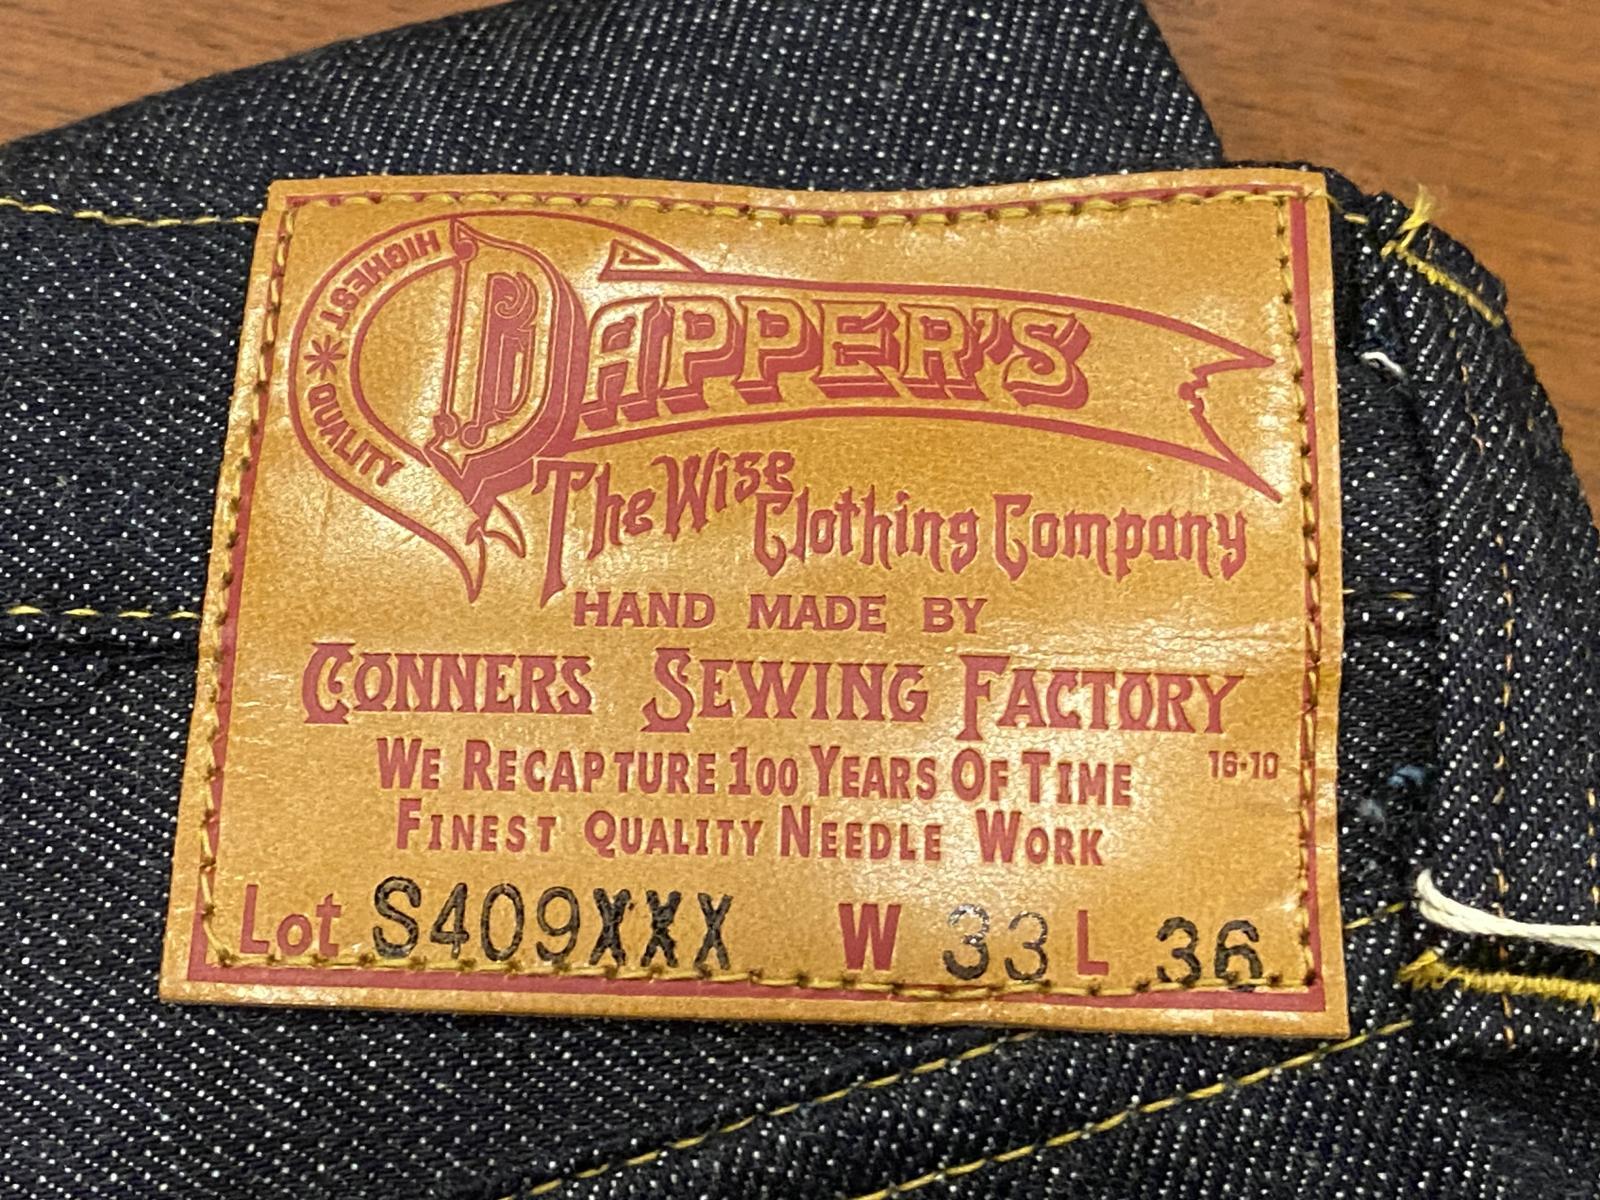 HIGHEST * QUALITY
DAPPER'S
The Wise Clothing Company
HAND MADE BY
CONNERS SEWING FACTORY
WE RECAPTURE 100 YEARS OF TIME
16-10
FINEST QUALITY NEEDLE WORK
Lot S409XXX W 33 L 36